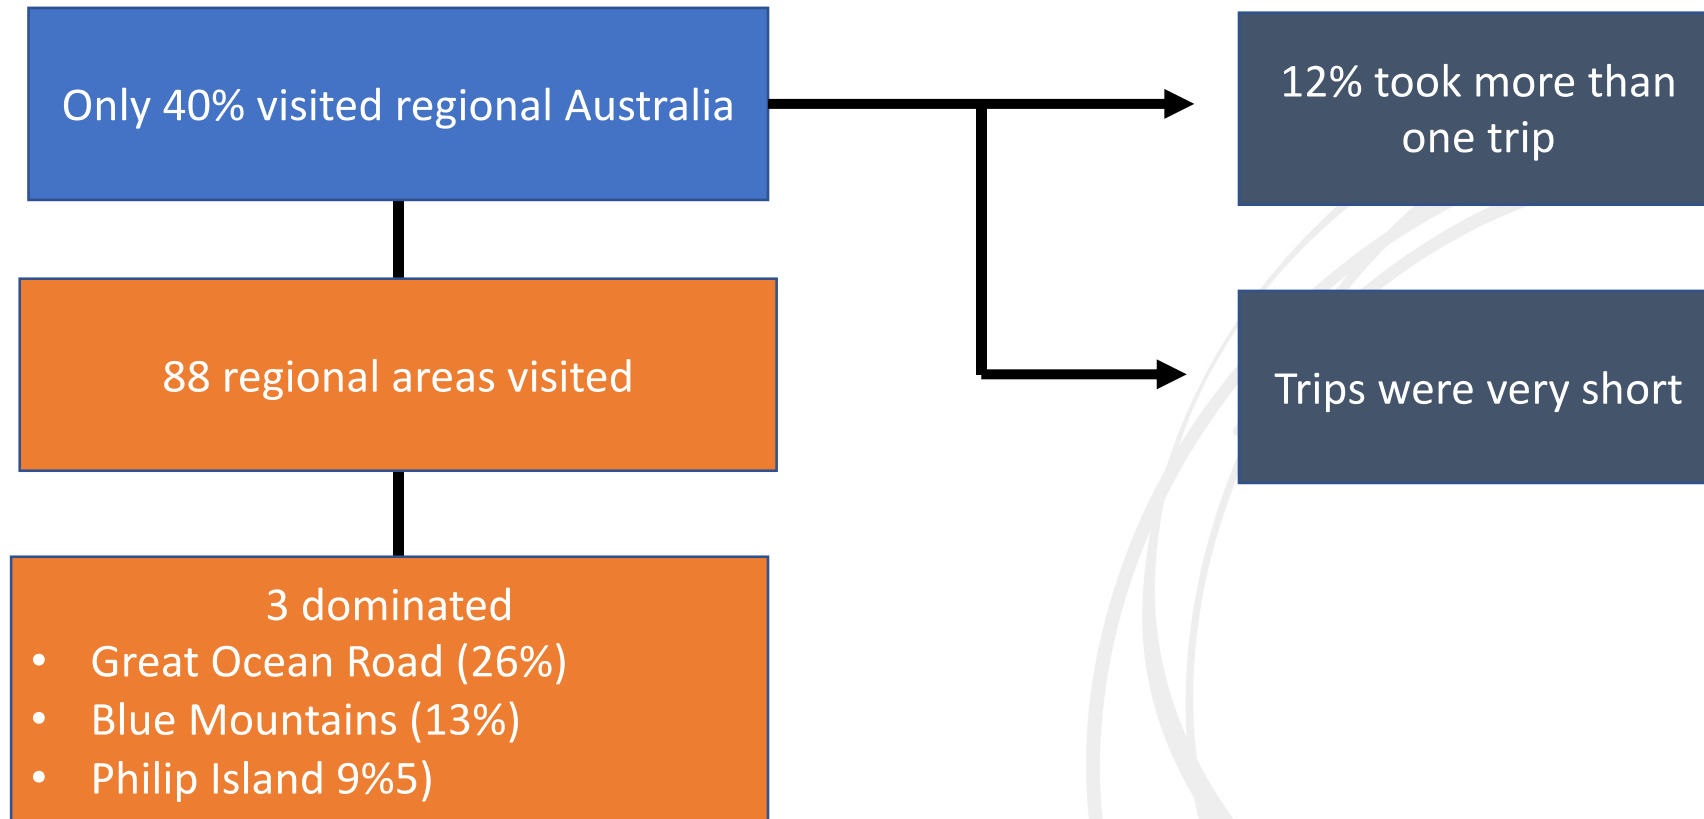 Only 40% visited regional Australia
12% took more than
one trip
88 regional areas visited
Trips were very short
3 dominated
• Great Ocean Road (26%)
• Blue Mountains (13%)
• Philip Island 9%5)